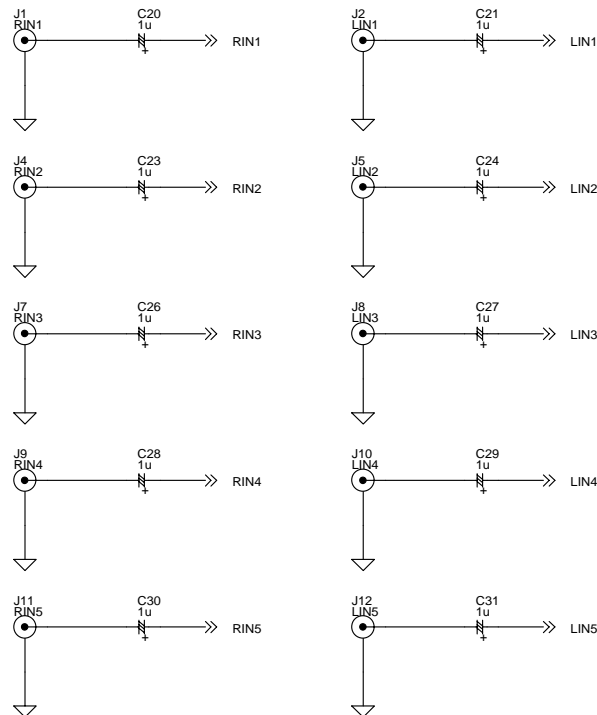 J1
RIN1
C20
1u
+
RIN1
J2
LIN1
C21
1u
+
LIN1
J4
RIN2
C23
1u
+
RIN2
J5
LIN2
C24
1u
+
LIN2
J7
RIN3
C26
1u
+
RIN3
J8
LIN3
C27
1u
+
LIN3
J9
RIN4
C28
1u
+
RIN4
J10
LIN4
C29
1u
+
LIN4
J11
RIN5
C30
1u
+
RIN5
J12
LIN5
C31
1u
+
LIN5